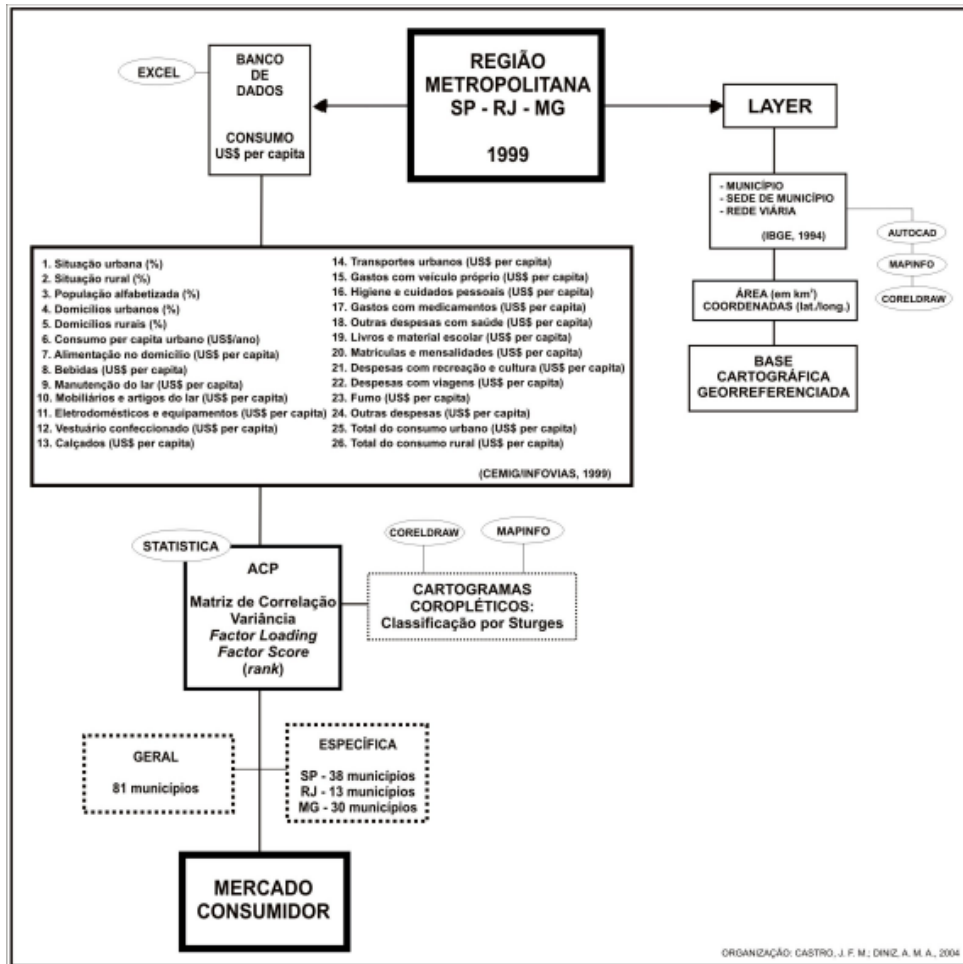 REGIÃO
METROPOLITANA
SP - RJ - MG
1999
EXCEL
BANCO
DE
DADOS
CONSUMO
US$ per capita
LAYER
- MUNICÍPIO
- SEDE DE MUNICÍPIO
- REDE VIÁRIA
(IBGE, 1994)
AUTOCAD
MAPINFO
CORELDRAW
ÁREA (em km²)
COORDENADAS (lat./long.)
BASE
CARTOGRÁFICA
GEORREFERENCIADA
1. Situação urbana (%)
2. Situação rural (%)
3. População alfabetizada (%)
4. Domicílios urbanos (%)
5. Domicílios rurais (%)
6. Consumo per capita urbano (US$/ano)
7. Alimentação no domicílio (US$ per capita)
8. Bebidas (US$ per capita)
9. Manutenção do lar (US$ per capita)
10. Mobiliários e artigos do lar (US$ per capita)
11. Eletrodomésticos e equipamentos (US$ per capita)
12. Vestuário confeccionado (US$ per capita)
13. Calçados (US$ per capita)
14. Transportes urbanos (US$ per capita)
15. Gastos com veículo próprio (US$ per capita)
16. Higiene e cuidados pessoais (US$ per capita)
17. Gastos com medicamentos (US$ per capita)
18. Outras despesas com saúde (US$ per capita)
19. Livros e material escolar (US$ per capita)
20. Matrículas e mensalidades (US$ per capita)
21. Despesas com recreação e cultura (US$ per capita)
22. Despesas com viagens (US$ per capita)
23. Fumo (US$ per capita)
24. Outras despesas (US$ per capita)
25. Total do consumo urbano (US$ per capita)
26. Total do consumo rural (US$ per capita)
(CEMIG/INFOVIAS, 1999)
STATISTICA
ACP
Matriz de Correlação
Variância
Factor Loading
Factor Score
(rank)
CORELDRAW
MAPINFO
CARTOGRAMAS
COROPLÉTICOS:
Classificação por Sturges
GERAL
81 municípios
ESPECÍFICA
SP - 38 municípios
RJ - 13 municípios
MG - 30 municípios
MERCADO
CONSUMIDOR
ORGANIZAÇÃO: CASTRO, J. F. M.; DINIZ, A. M. A., 2004